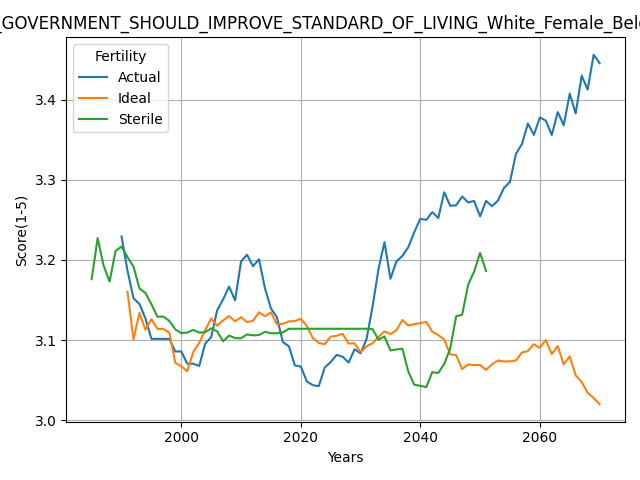 _GOVERNMENT_SHOULD_IMPROVE_STANDARD_OF_LIVING_White_Female_Belo
Fertility
Actual
Ideal
Sterile
Score(1-5)
3.4
3.3
3.2
3.1
3.0
2000
2020
2040
2060
Years